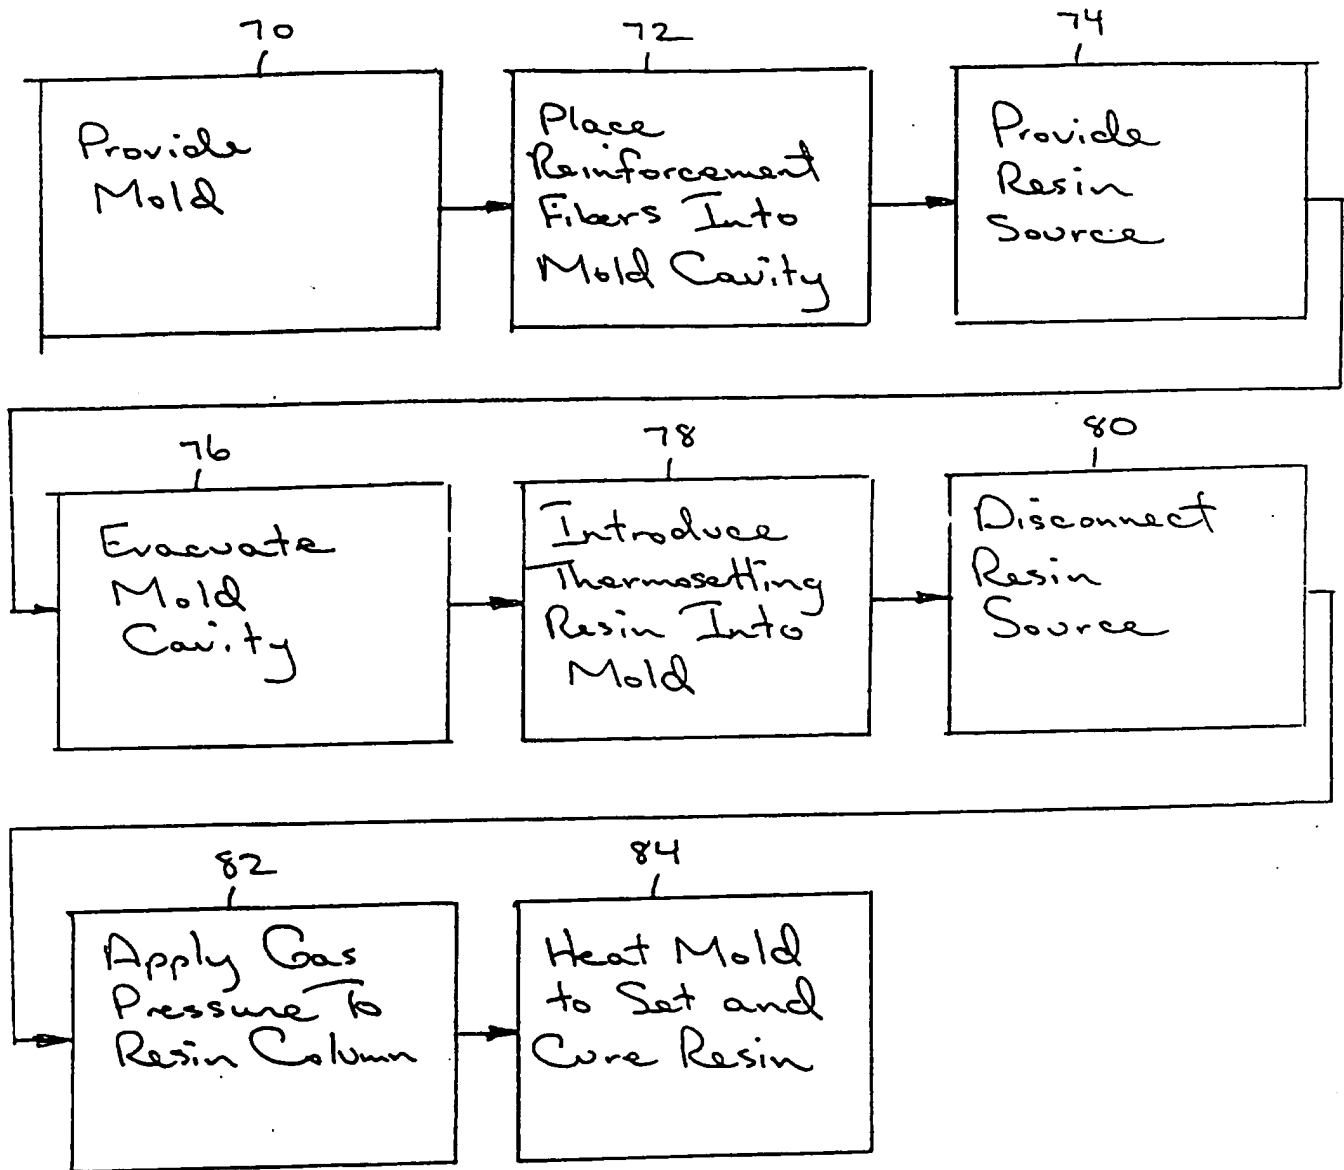 70
Provide
Mold
72
Place
Reinforcement
Fibers Into
Mold Cavity
74
Provide
Resin
Source
76
Evacuate
Mold
Cavity
78
Introduce
Thermosetting
Resin Into
Mold
80
Disconnect
Resin
Source
82
Apply Gas
Pressure To
Resin Column
84
Heat Mold
to Set and
Cure Resin